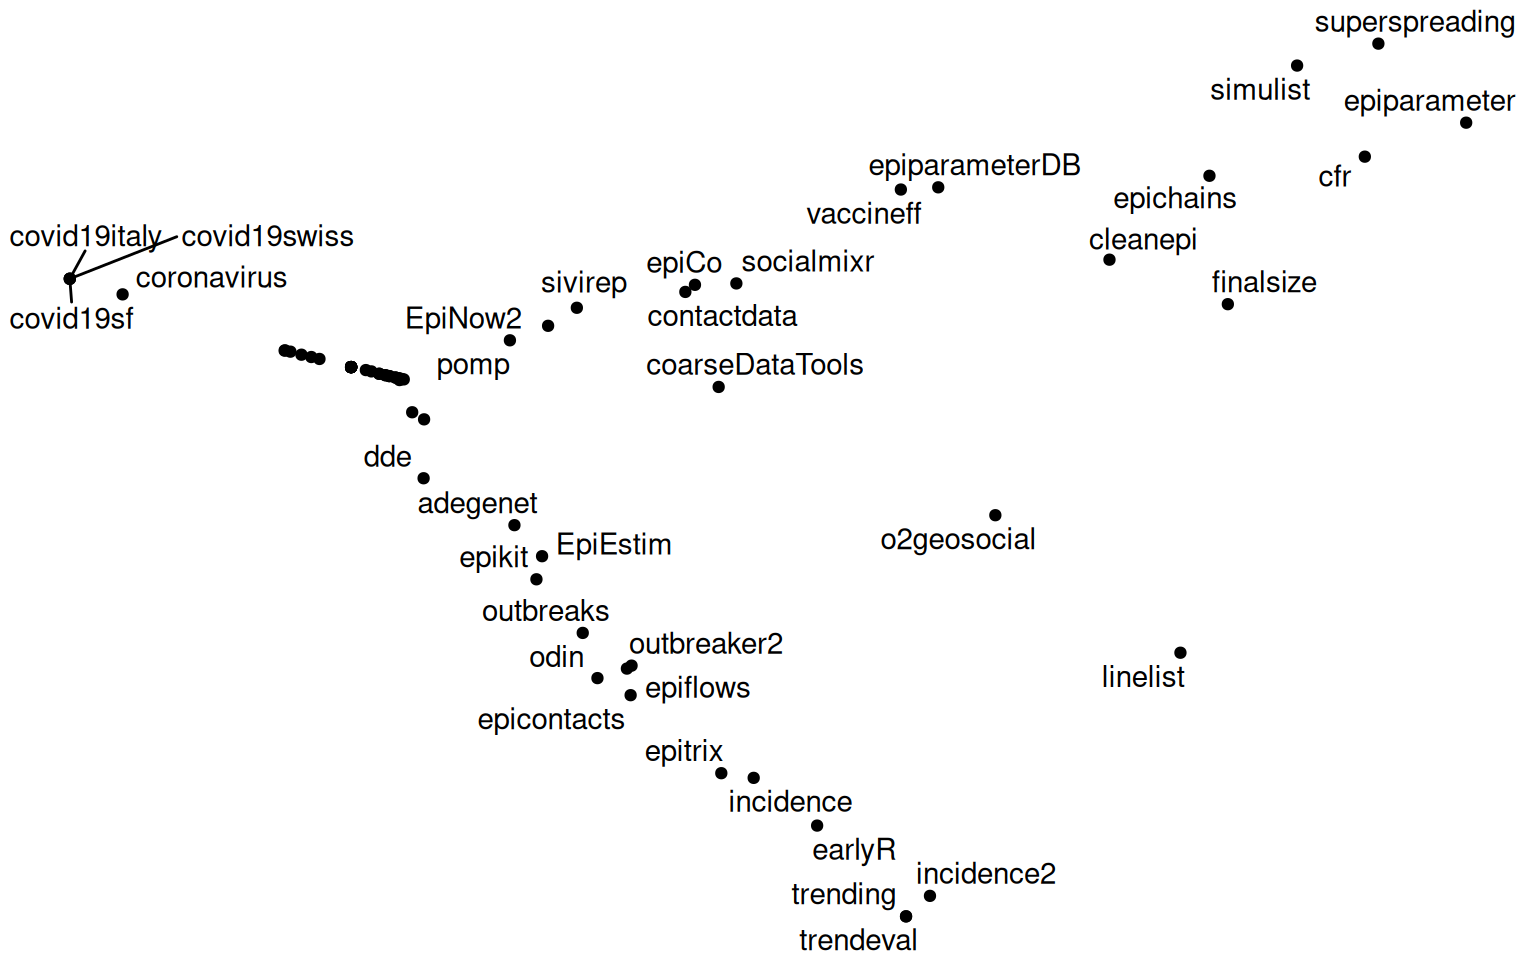 superspreading
simulist
epiparameter
epiparameterDB
cfr
vaccineff
epichains
covid19italy
covid19swiss
cleanepi
epiCo
socialmixr
coronavirus
sivirep
finalsize
covid19sf
EpiNow2
contactdata
pomp
coarseDataTools
dde
adegenet
o2geosocial
EpiEstim
epikit
outbreaks
outbreaker2
odin
linelist
epiflows
epicontacts
epitrix
incidence
earlyR
incidence2
trending
trendeval